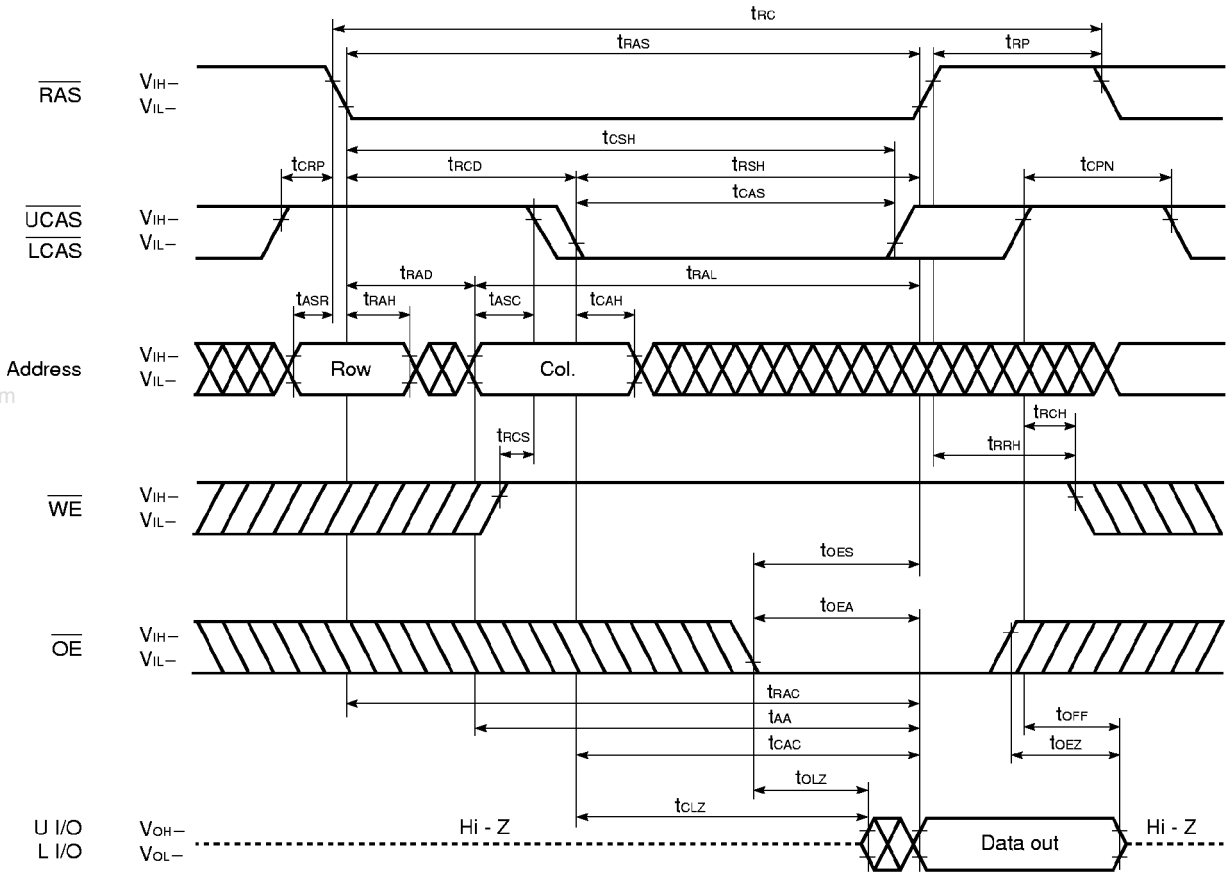 tRC
tRAS
tRP
RAS
VIH–
VIL–
tCSH
tCRP
tRCD
tRSH
tCPN
tCAS
UCAS
LCAS
VIH–
VIL–
tRAD
tRAL
tASR
tRAH
tASC
tCAH
Address
VIH–
VIL–
Row
Col.
m
tRCH
tRCS
tRRH
WE
VIH–
VIL–
tOES
tOEA
OE
VIH–
VIL–
tRAC
tAA
tOFF
tCAC
tOEZ
tOLZ
tCLZ
U I/O
L I/O
VOH–
VOL–
Hi - Z
Data out
Hi - Z